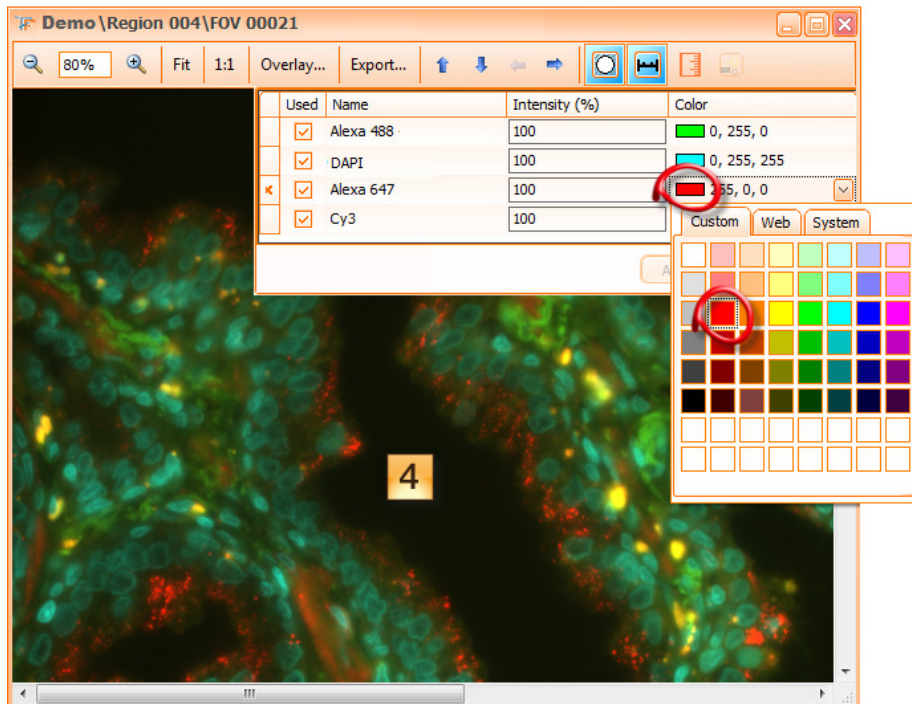 Demo\Region 004\FOV 00021
80% Fit 1:1 Overlay... Export...
Used Name Intensity (%) Color
Alexa 488 100 0, 255, 0
DAPI 100 0, 255, 255
Alexa 647 100 255, 0, 0
Cy3 100
Custom Web System
A
4